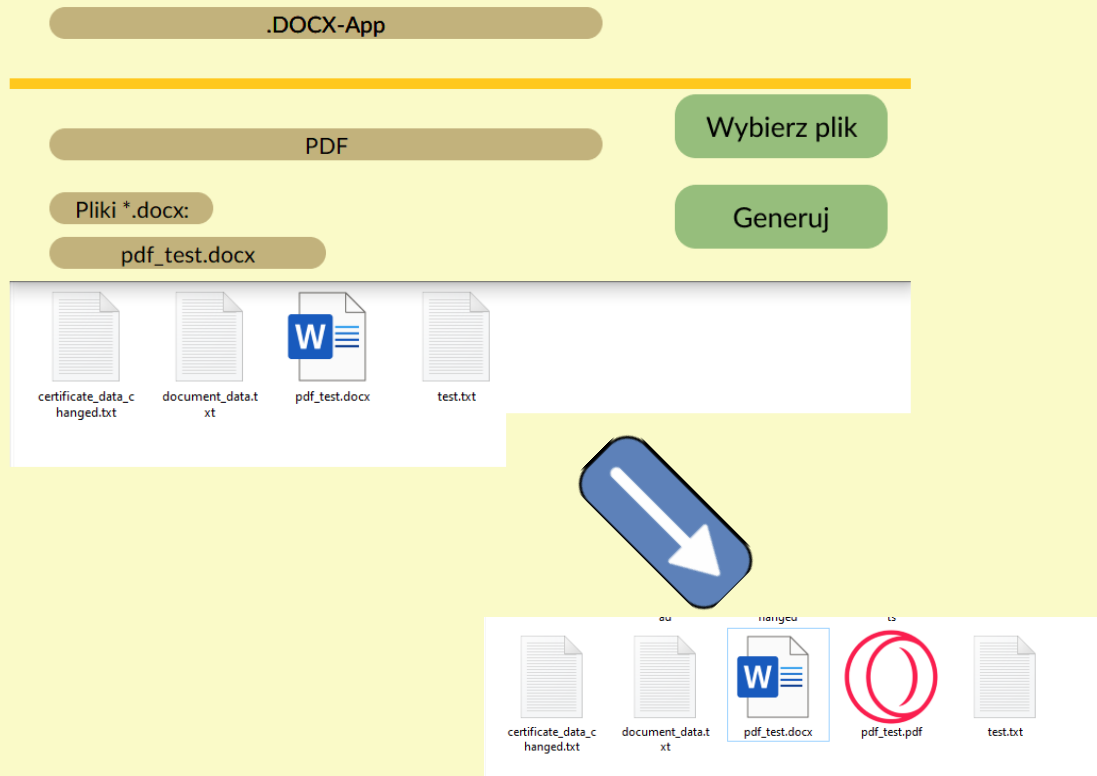 .DOCX-App
PDF
Wybierz plik
Pliki *.docx:
Generuj
pdf_test.docx
W
certificate_data_c
hanged.txt
document_data.t
xt
pdf_test.docx
test.txt
W
certificate_data_c
hanged.txt
document_data.t
xt
pdf_test.docx
pdf_test.pdf
test.txt